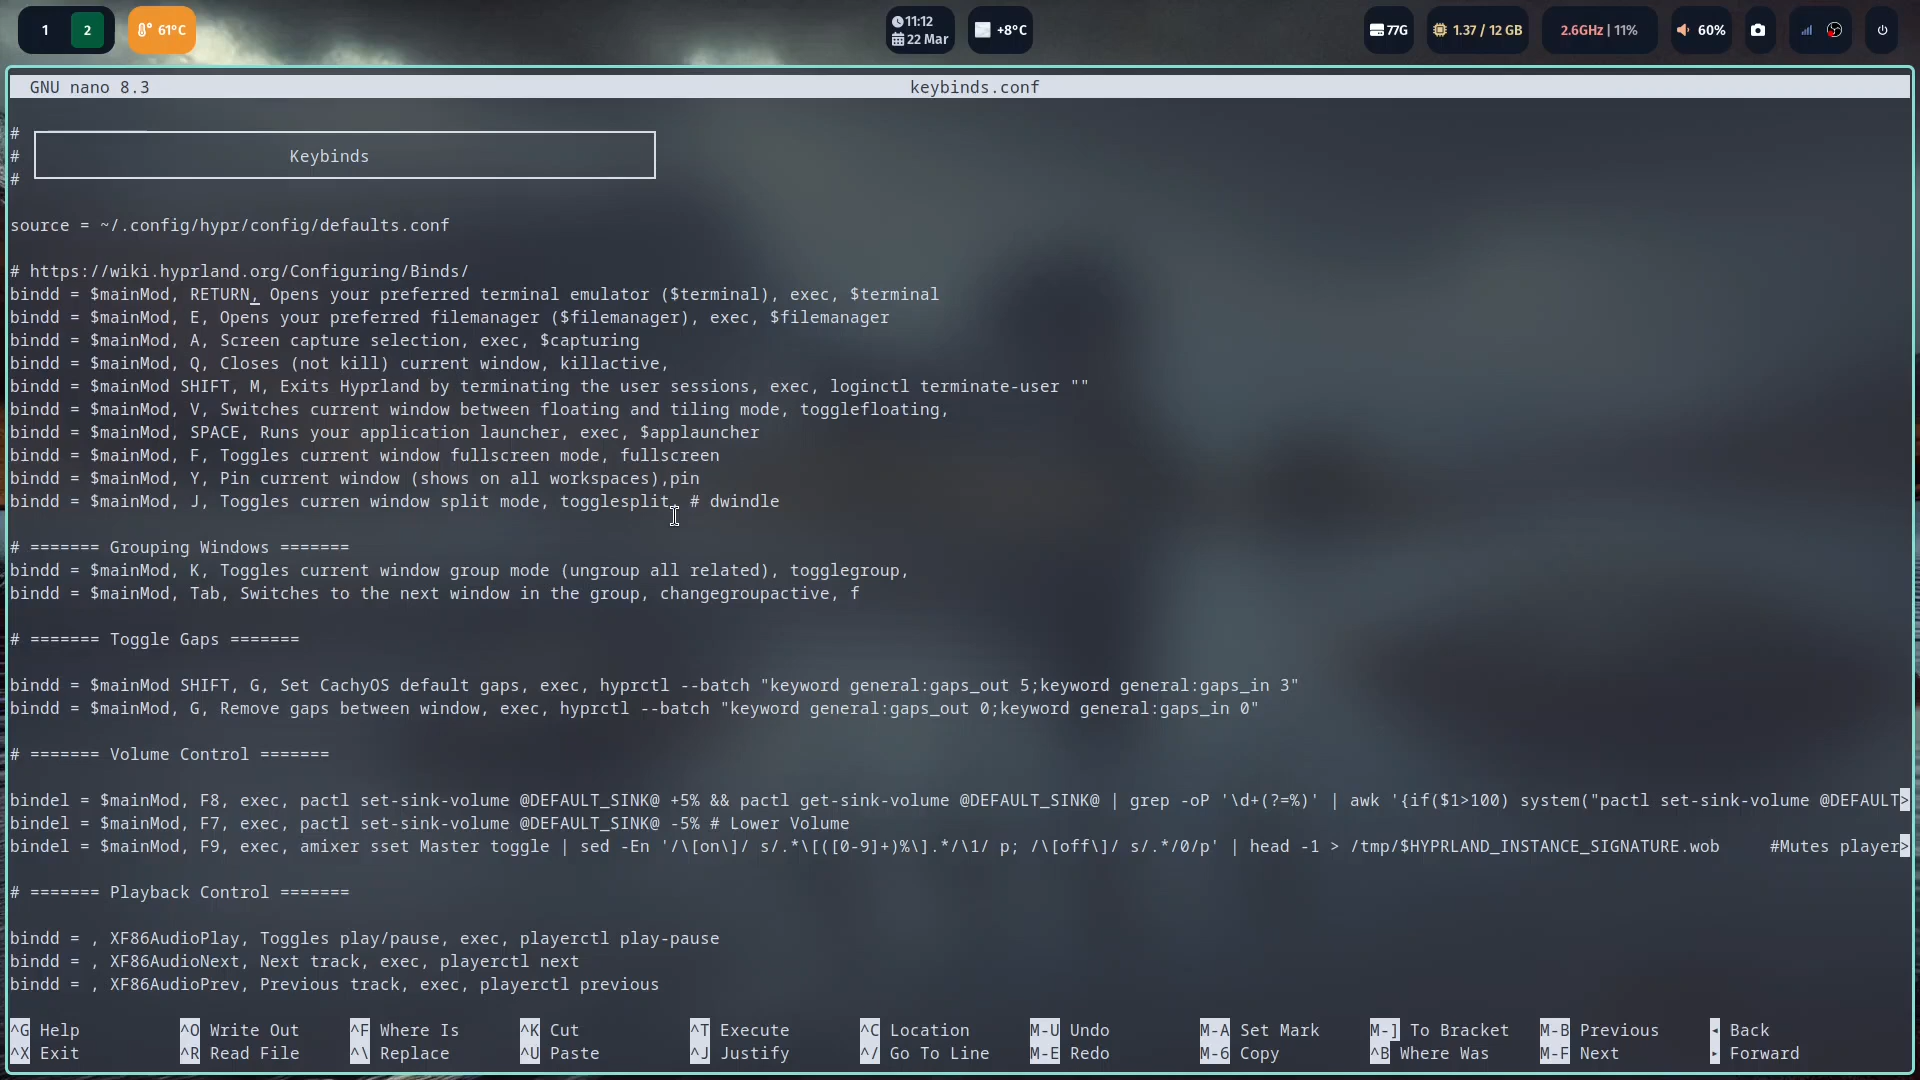 1 2 61°C 11:12 +8°C 77G 1.37 / 12 GB 2.6GHz | 11% 60%
22 Mar
GNU nano 8.3 keybinds.conf
#
# Keybinds
#
source = ~/.config/hypr/config/defaults.conf
# https://wiki.hyprland.org/Configuring/Binds/
bindd = $mainMod, RETURN, Opens your preferred terminal emulator ($terminal), exec, $terminal
bindd = $mainMod, E, Opens your preferred filemanager ($filemanager), exec, $filemanager
bindd = $mainMod, A, Screen capture selection, exec, $capturing
bindd = $mainMod, Q, Closes (not kill) current window, killactive,
bindd = $mainMod SHIFT, M, Exits Hyprland by terminating the user sessions, exec, loginctl terminate-user ""
bindd = $mainMod, V, Switches current window between floating and tiling mode, togglefloating,
bindd = $mainMod, SPACE, Runs your application launcher, exec, $applauncher
bindd = $mainMod, F, Toggles current window fullscreen mode, fullscreen
bindd = $mainMod, Y, Pin current window (shows on all workspaces),pin
bindd = $mainMod, J, Toggles curren window split mode, togglesplit, # dwindle
# ======= Grouping Windows =======
bindd = $mainMod, K, Toggles current window group mode (ungroup all related), togglegroup,
bindd = $mainMod, Tab, Switches to the next window in the group, changegroupactive, f
# ======= Toggle Gaps =======
bindd = $mainMod SHIFT, G, Set CachyOS default gaps, exec, hyprctl --batch "keyword general:gaps_out 5;keyword general:gaps_in 3"
bindd = $mainMod, G, Remove gaps between window, exec, hyprctl --batch "keyword general:gaps_out 0;keyword general:gaps_in 0"
# ======= Volume Control =======
bindel = $mainMod, F8, exec, pactl set-sink-volume @DEFAULT_SINK@ +5% && pactl get-sink-volume @DEFAULT_SINK@ | grep -oP '\d+(?=%)' | awk '{if($1>100) system("pactl set-sink-volume @DEFAULT>
bindel = $mainMod, F7, exec, pactl set-sink-volume @DEFAULT_SINK@ -5% # Lower Volume
bindel = $mainMod, F9, exec, amixer sset Master toggle | sed -En '/\[on\]/ s/.*\[([0-9]+)%\].*/\1/ p; /\[off\]/ s/.*/0/p' | head -1 > /tmp/$HYPRLAND_INSTANCE_SIGNATURE.wob #Mutes player>
# ======= Playback Control =======
bindd = , XF86AudioPlay, Toggles play/pause, exec, playerctl play-pause
bindd = , XF86AudioNext, Next track, exec, playerctl next
bindd = , XF86AudioPrev, Previous track, exec, playerctl previous
^G Help ^O Write Out ^F Where Is ^K Cut ^T Execute ^C Location M-U Undo M-A Set Mark M-] To Bracket M-B Previous ◂ Back
^X Exit ^R Read File ^\ Replace ^U Paste ^J Justify ^/ Go To Line M-E Redo M-6 Copy ^B Where Was M-F Next ▸ Forward